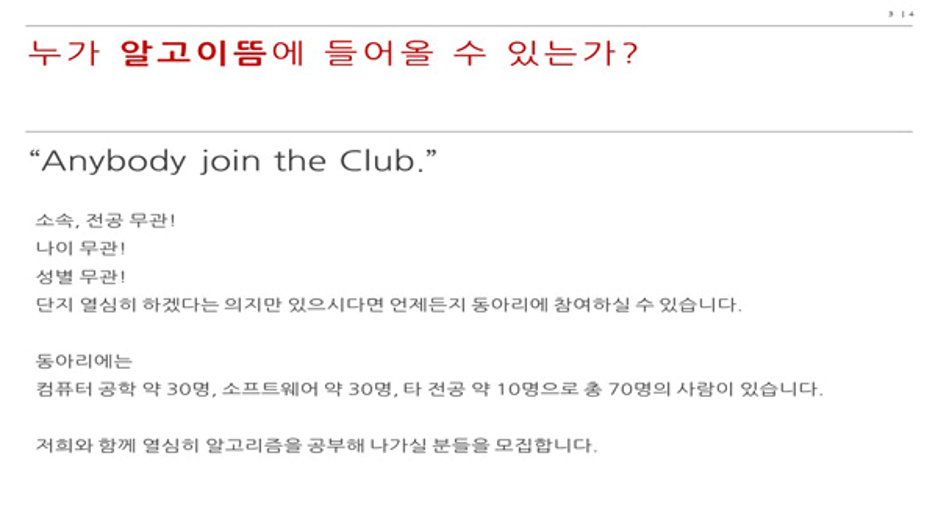 3 | 4
누가 알고이뜸에 들어올 수 있는가?
“Anybody join the Club.”
소속, 전공 무관!
나이 무관!
성별 무관!
단지 열심히 하겠다는 의지만 있으시다면 언제든지 동아리에 참여하실 수 있습니다.
동아리에는
컴퓨터 공학 약 30명, 소프트웨어 약 30명, 타 전공 약 10명으로 총 70명의 사람이 있습니다.
저희와 함께 열심히 알고리즘을 공부해 나가실 분들을 모집합니다.